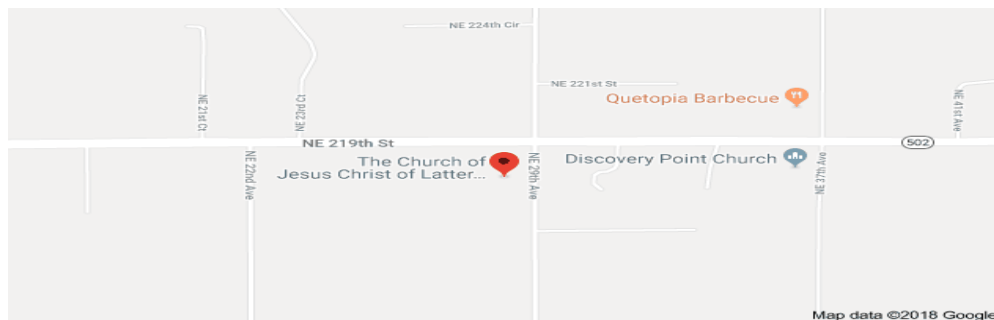 NE 224th Cir
NE 221st St
Quetopia Barbecue
NE 21st Ct
NE 23rd Ct
NE 41st Ave
NE 219th St
502
The Church of
Jesus Christ of Latter...
Discovery Point Church
NE 22nd Ave
NE 29th Ave
NE 37th Ave
Map data ©2018 Google